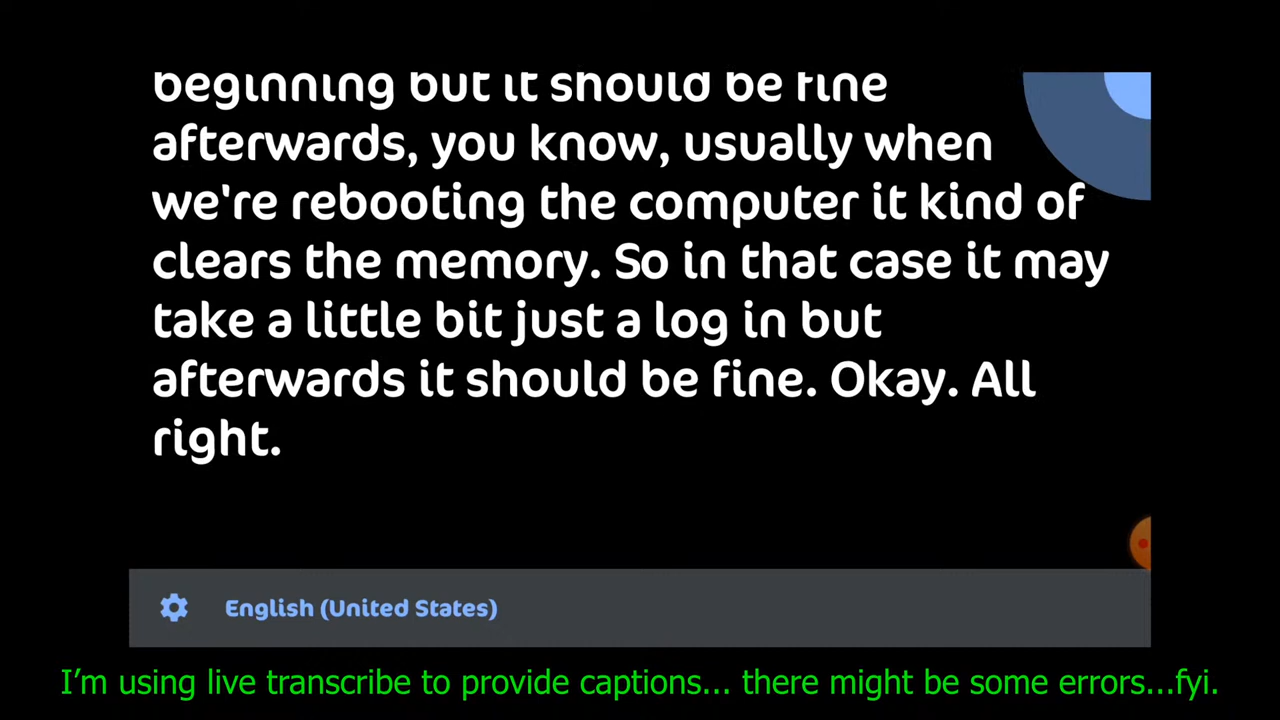 beginning but it should be fine
afterwards, you know, usually when
we're rebooting the computer it kind of
clears the memory. So in that case it may
take a little bit just a log in but
afterwards it should be fine. Okay. All
right.
English (United States)
I'm using live transcribe to provide captions... there might be some errors...fyi.